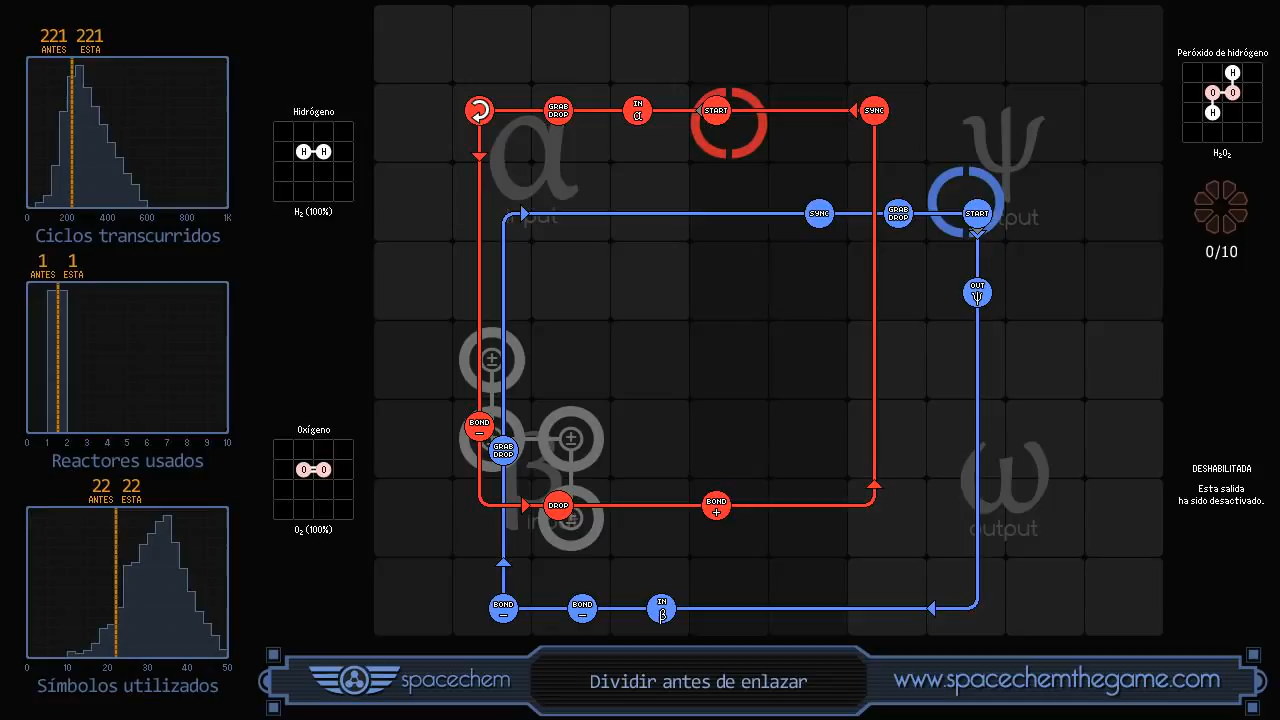 221 221
ANTES ESTA
0 200 400 600 800 1K
Ciclos transcurridos
1 1
ANTES ESTA
0 1 2 3 4 5 6 7 8 9 10
Reactores usados
22 22
ANTES ESTA
0 10 20 30 40 50
Símbolos utilizados
Hidrógeno
H H
H₂ (100%)
Oxígeno
O O
O₂ (100%)
GRAB DROP
IN α
START
SYNC
α
input
ψ
output
SYNC
GRAB DROP
START
OUT ψ
BOND –
GRAB DROP
β
DROP
BOND +
ω
output
BOND –
BOND –
IN β
Peróxido de hidrógeno
H
O O
H
H₂O₂
0/10
DESHABILITADA
Esta salida
ha sido desactivado.
spacechem
Dividir antes de enlazar
www.spacechemthegame.com